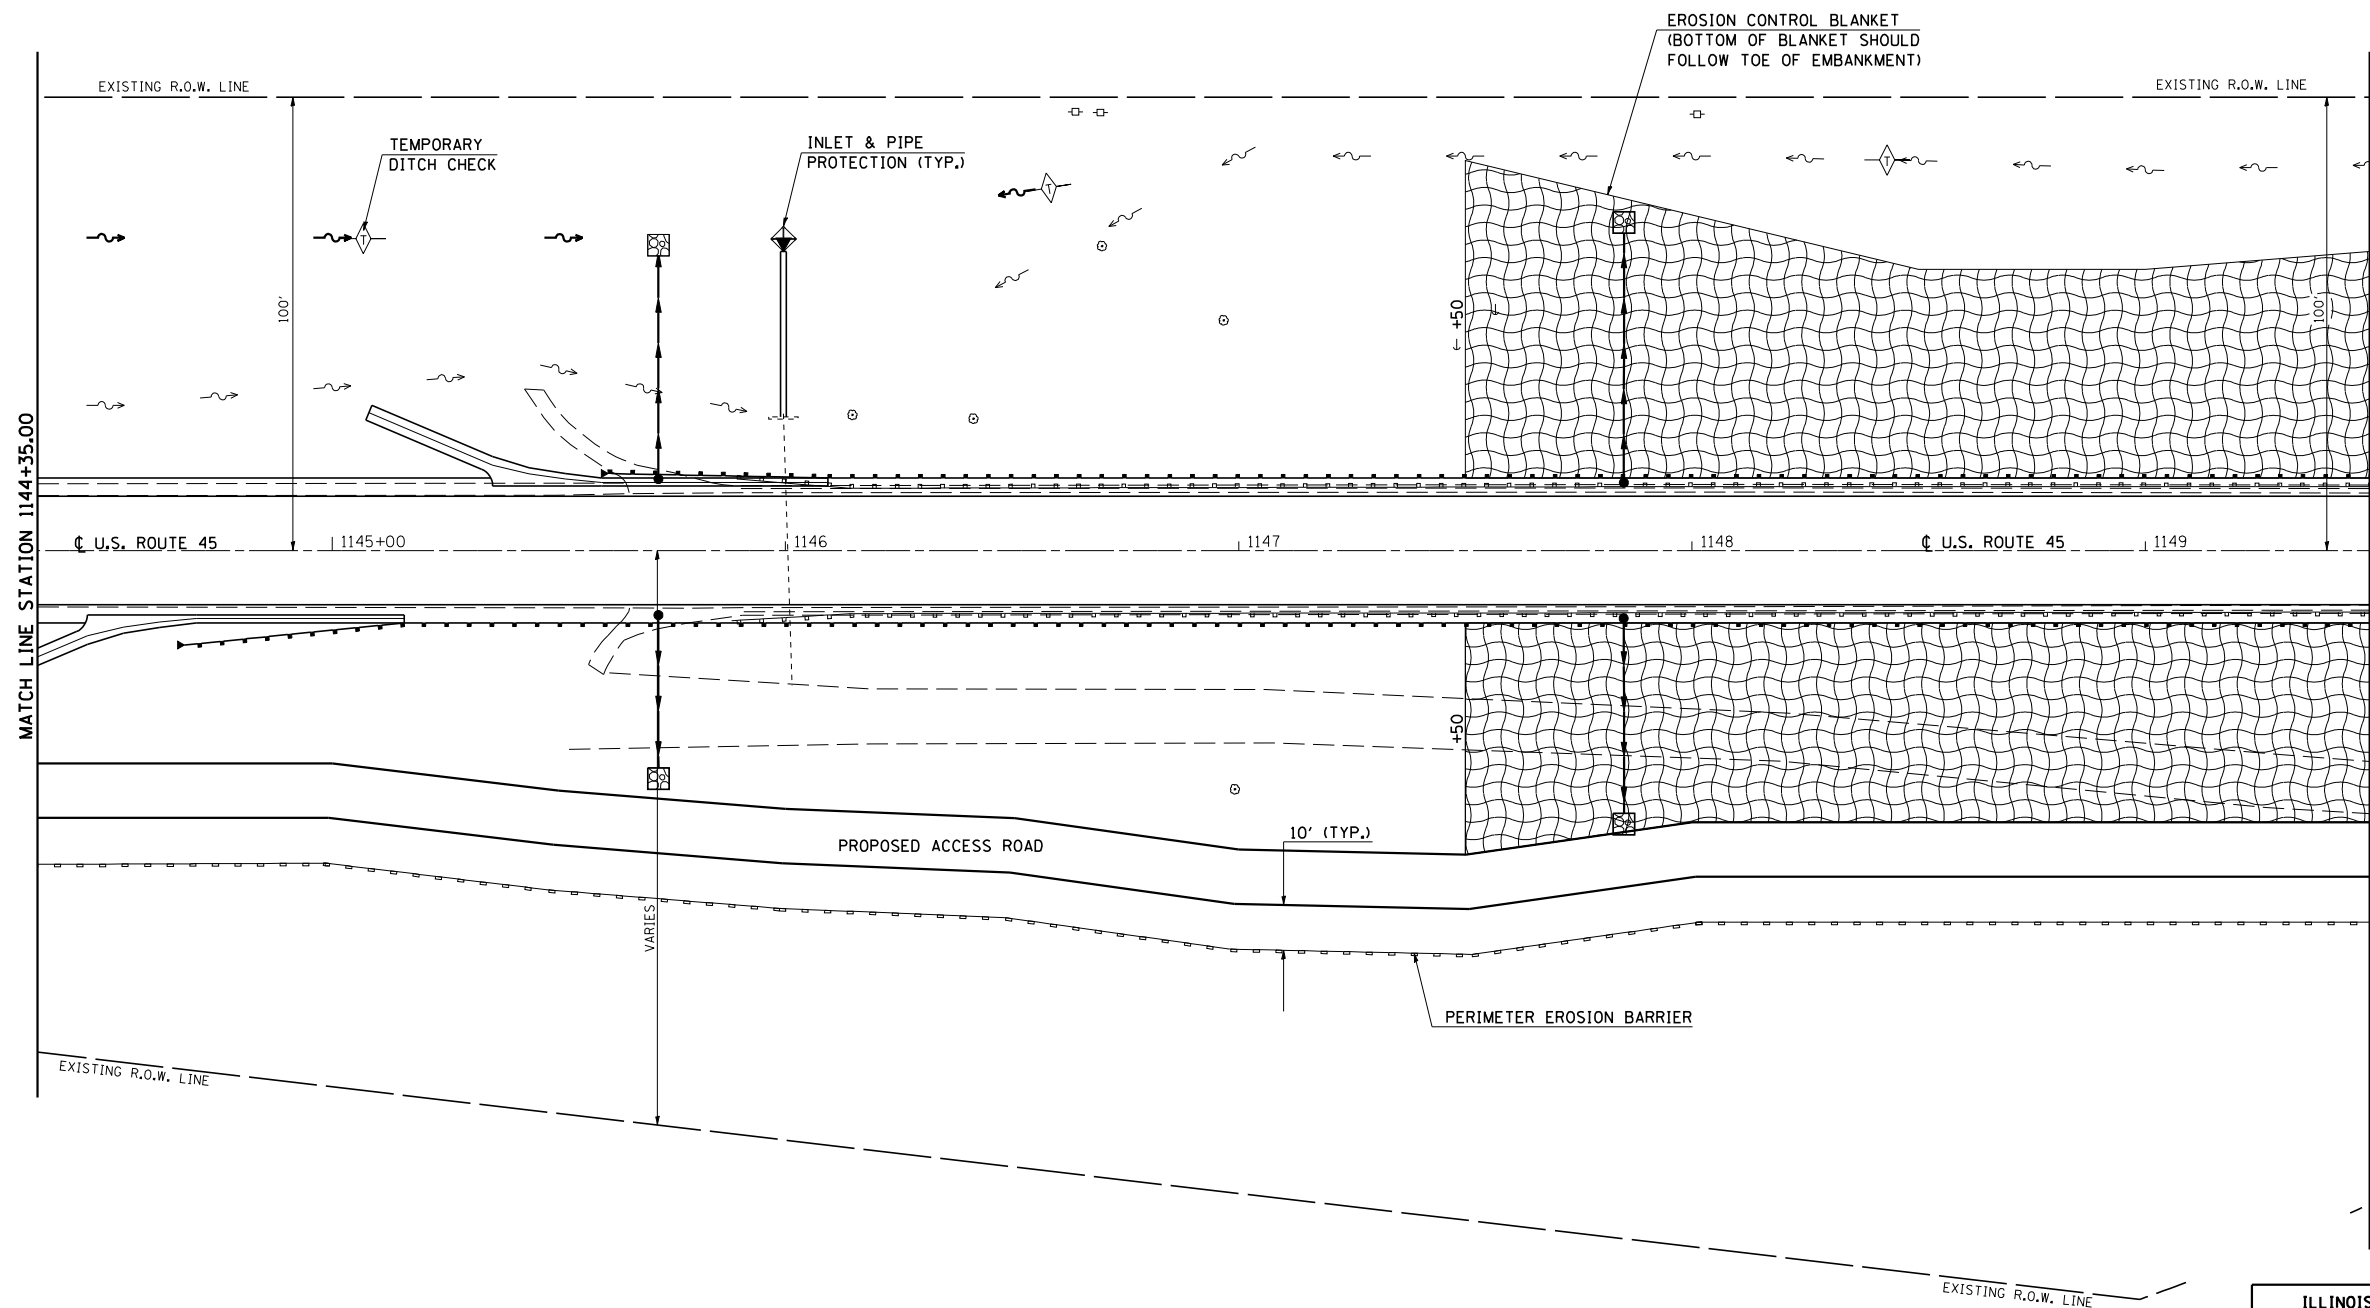 EROSION CONTROL BLANKET
(BOTTOM OF BLANKET SHOULD
FOLLOW TOE OF EMBANKMENT)
EXISTING R.O.W. LINE
EXISTING R.O.W. LINE
TEMPORARY
DITCH CHECK
INLET & PIPE
PROTECTION (TYP.)
T
T
T
100'
+50
100'
MATCH LINE STATION 1144+35.00
℄ U.S. ROUTE 45
1145+00
1146
1147
1148
℄ U.S. ROUTE 45
1149
+50
10' (TYP.)
PROPOSED ACCESS ROAD
VARIES
PERIMETER EROSION BARRIER
EXISTING R.O.W. LINE
EXISTING R.O.W. LINE
ILLINOIS